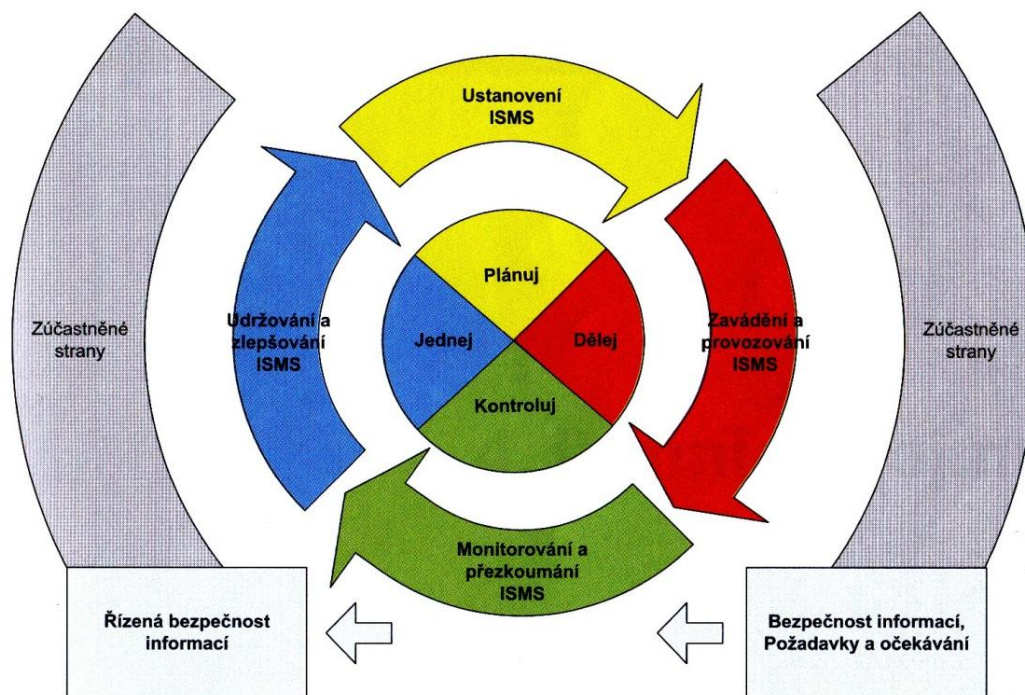 Ustanovení
ISMS
Plánuj
Zúčastněné
strany
Udržování a
zlepšování
ISMS
Jednej
Dělej
Zavádění a
provozování
ISMS
Zúčastněné
strany
Kontroluj
Monitorování a
přezkoumání
ISMS
Řízená bezpečnost
informací
Bezpečnost informací,
Požadavky a očekávání